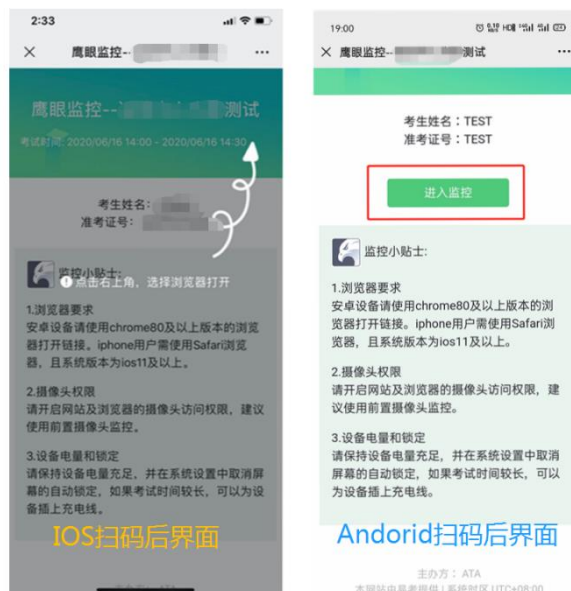 2:33
鹰眼监控--
鹰眼监控--
测试
考试时间: 2020/06/16 14:00 - 2020/06/16 14:30
考生姓名:
准考证号:
监控小贴士:
点击右上角，选择浏览器打开
1.浏览器要求
安卓设备请使用chrome80及以上版本的浏览
器打开链接。iphone用户需使用Safari浏览
器，且系统版本为ios11及以上。
2.摄像头权限
请开启网站及浏览器的摄像头访问权限，建议
使用前置摄像头监控。
3.设备电量和锁定
请保持设备电量充足，并在系统设置中取消屏
幕的自动锁定，如果考试时间较长，可以为设
备插上充电线。
IOS扫码后界面
19:00
鹰眼监控--
测试
考生姓名：TEST
准考证号：TEST
进入监控
监控小贴士:
1.浏览器要求
安卓设备请使用chrome80及以上版本的浏
览器打开链接。iphone用户需使用Safari浏
览器，且系统版本为ios11及以上。
2.摄像头权限
请开启网站及浏览器的摄像头访问权限，建
议使用前置摄像头监控。
3.设备电量和锁定
请保持设备电量充足，并在系统设置中取消
屏幕的自动锁定，如果考试时间较长，可以
为设备插上充电线。
Andorid扫码后界面
主办方： ATA